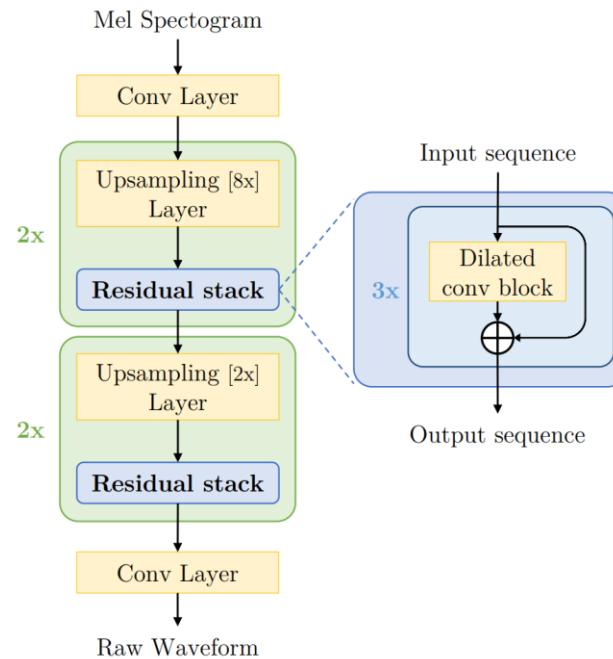 Mel Spectogram
Conv Layer
2x
Upsampling [8x]
Layer
Residual stack
2x
Upsampling [2x]
Layer
Residual stack
Conv Layer
Raw Waveform
Input sequence
3x
Dilated
conv block
Output sequence